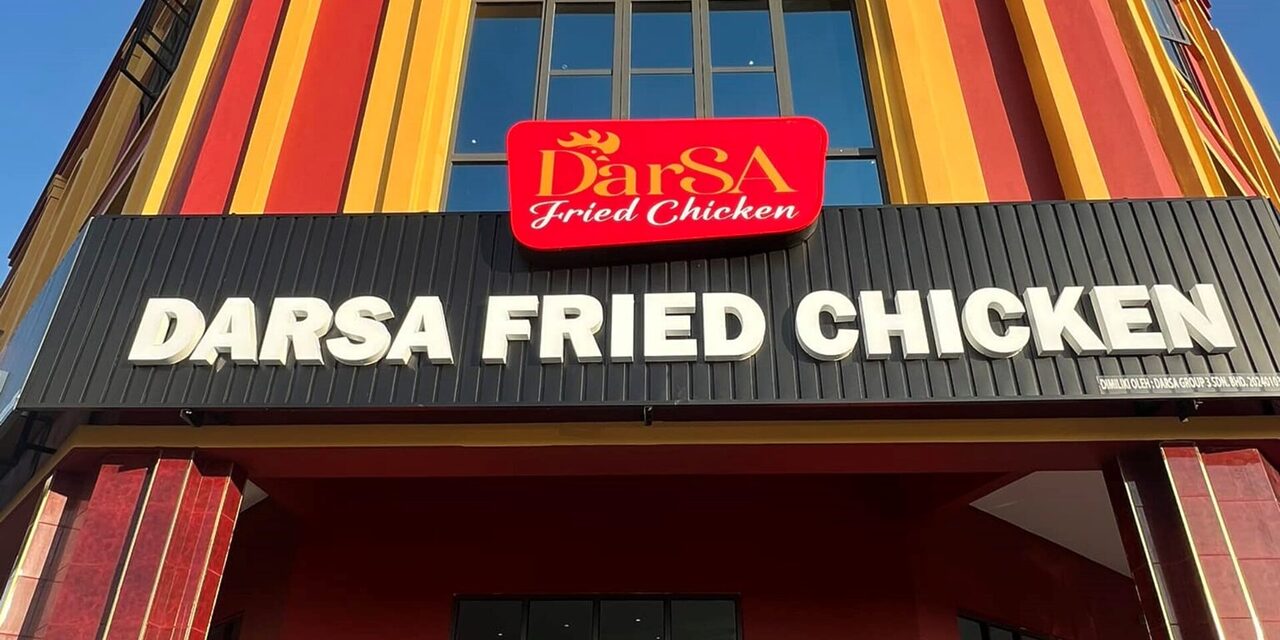 DarSA
Fried Chicken
DARSA FRIED CHICKEN
DIMILIKI OLEH : DARSA GROUP 3 SDN. BHD.